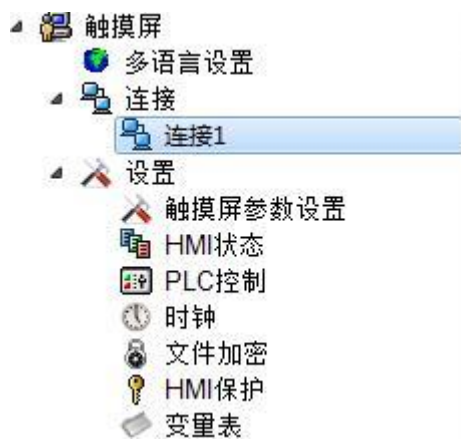 触摸屏
多语言设置
连接
连接1
设置
触摸屏参数设置
HMI状态
PLC控制
时钟
文件加密
HMI保护
变量表